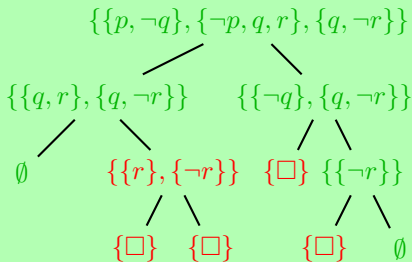 {{p, ¬q}, {¬p, q, r}, {q, ¬r}}
{{q, r}, {q, ¬r}} {{¬q}, {q, ¬r}}
∅ {{r}, {¬r}} {□} {{¬r}}
{□} {□} {□} ∅